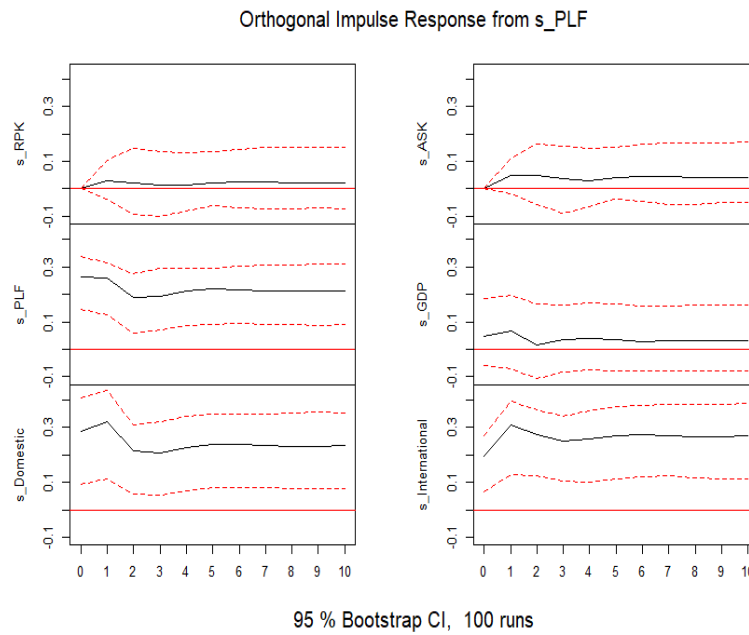 Orthogonal Impulse Response from s_PLF
s_RPK
-0.1 0.1 0.3
s_PLF
-0.1 0.1 0.3
s_Domestic
-0.1 0.1 0.3
0 1 2 3 4 5 6 7 8 9 10
s_ASK
-0.1 0.1 0.3
s_GDP
-0.1 0.1 0.3
s_International
-0.1 0.1 0.3
0 1 2 3 4 5 6 7 8 9 10
95 % Bootstrap CI, 100 runs